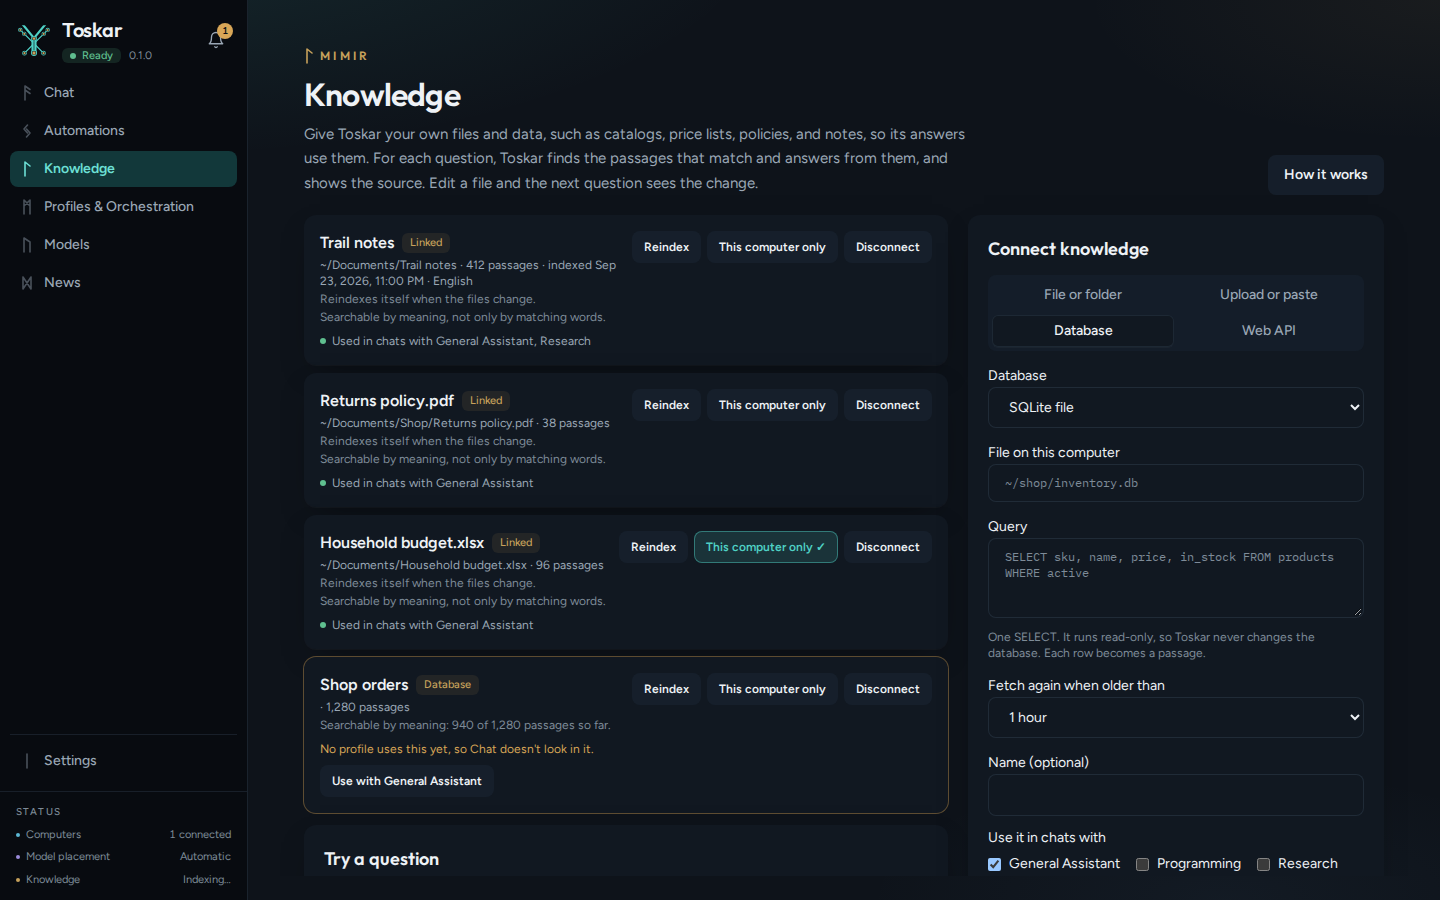 Toskar
1
Ready 0.1.0
Chat
Automations
Knowledge
Profiles & Orchestration
Models
News
Settings
STATUS
Computers 1 connected
Model placement Automatic
Knowledge Indexing...
ᛚ MIMIR
Knowledge
Give Toskar your own files and data, such as catalogs, price lists, policies, and notes, so its answers
use them. For each question, Toskar finds the passages that match and answers from them, and
shows the source. Edit a file and the next question sees the change.
How it works
Trail notes Linked
Reindex This computer only Disconnect
~/Documents/Trail notes · 412 passages · indexed Sep
23, 2026, 11:00 PM · English
Reindexes itself when the files change.
Searchable by meaning, not only by matching words.
Used in chats with General Assistant, Research
Returns policy.pdf Linked
Reindex This computer only Disconnect
~/Documents/Shop/Returns policy.pdf · 38 passages
Reindexes itself when the files change.
Searchable by meaning, not only by matching words.
Used in chats with General Assistant
Household budget.xlsx Linked
Reindex This computer only ✓ Disconnect
~/Documents/Household budget.xlsx · 96 passages
Reindexes itself when the files change.
Searchable by meaning, not only by matching words.
Used in chats with General Assistant
Shop orders Database
Reindex This computer only Disconnect
· 1,280 passages
Searchable by meaning: 940 of 1,280 passages so far.
No profile uses this yet, so Chat doesn't look in it.
Use with General Assistant
Try a question
Connect knowledge
File or folder Upload or paste
Database Web API
Database
SQLite file
File on this computer
~/shop/inventory.db
Query
SELECT sku, name, price, in_stock FROM products
WHERE active
One SELECT. It runs read-only, so Toskar never changes the
database. Each row becomes a passage.
Fetch again when older than
1 hour
Name (optional)
Use it in chats with
General Assistant Programming Research